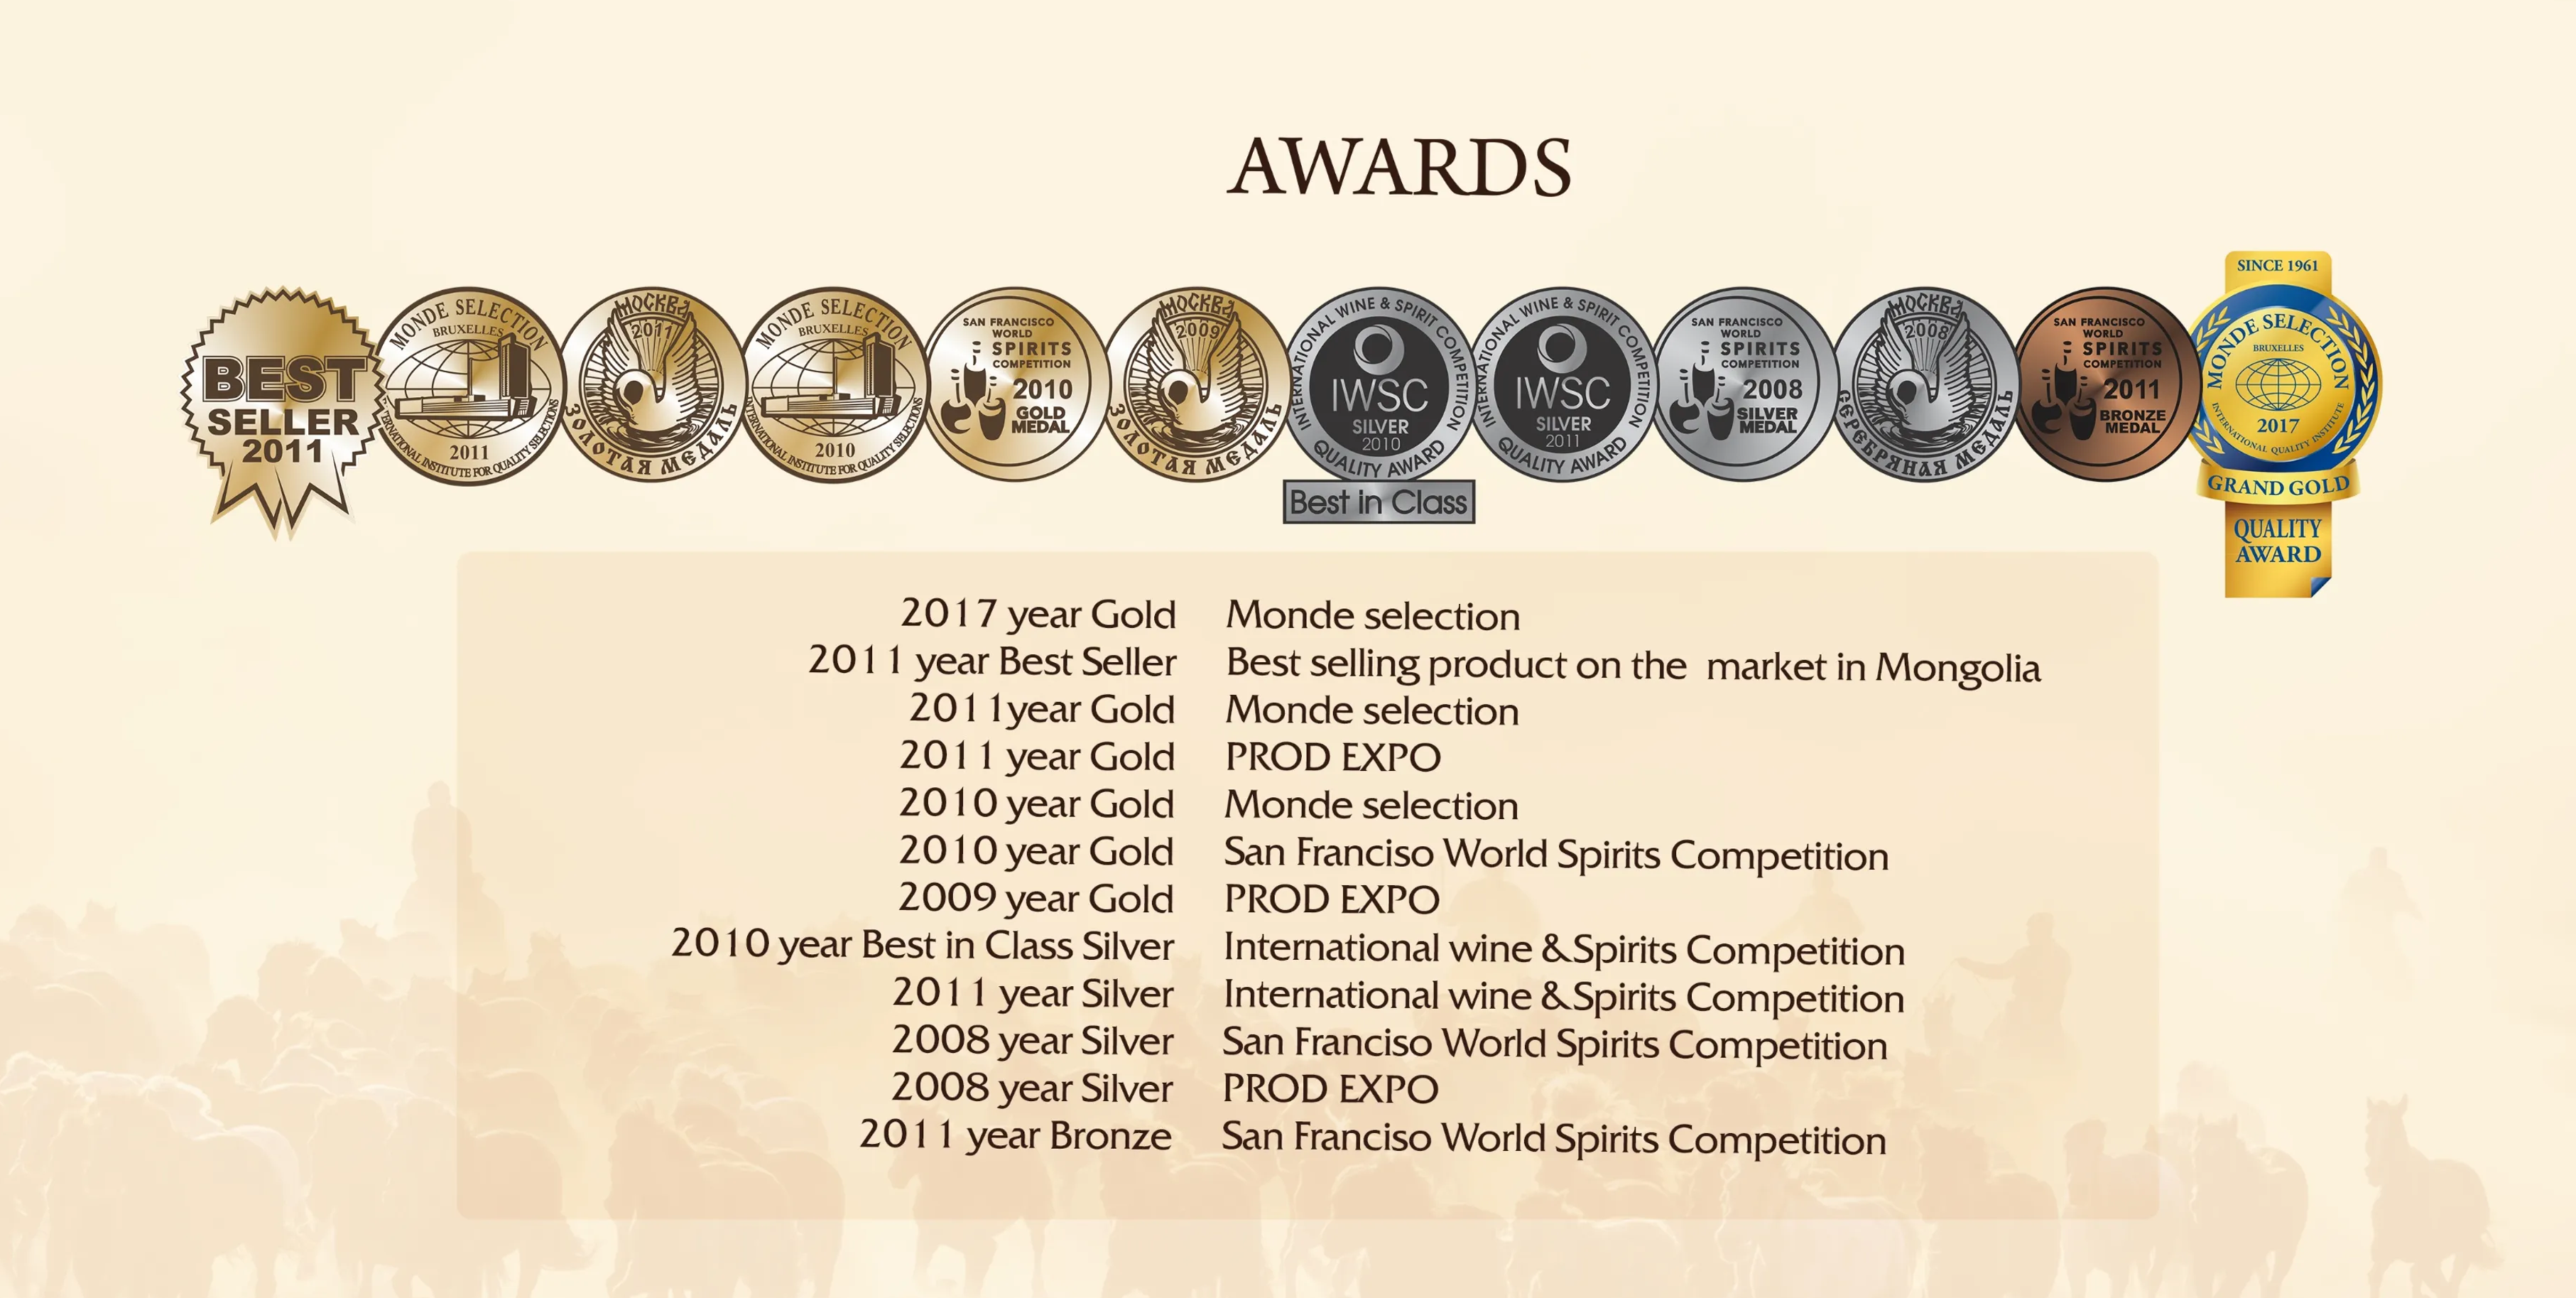 AWARDS
BEST
SELLER
2011
MONDE SELECTION
BRUXELLES
2011
INTERNATIONAL INSTITUTE FOR QUALITY SELECTIONS
МОСКВА
2011
ЗОЛОТАЯ МЕДАЛЬ
MONDE SELECTION
BRUXELLES
2010
INTERNATIONAL INSTITUTE FOR QUALITY SELECTIONS
SAN FRANCISCO
WORLD
SPIRITS
COMPETITION
2010
GOLD
MEDAL
МОСКВА
2009
ЗОЛОТАЯ МЕДАЛЬ
INTERNATIONAL WINE & SPIRIT COMPETITION
IWSC
SILVER
2010
QUALITY AWARD
Best in Class
INTERNATIONAL WINE & SPIRIT COMPETITION
IWSC
SILVER
2011
QUALITY AWARD
SAN FRANCISCO
WORLD
SPIRITS
COMPETITION
2008
SILVER
MEDAL
МОСКВА
2008
СЕРЕБРЯНАЯ МЕДАЛЬ
SAN FRANCISCO
WORLD
SPIRITS
COMPETITION
2011
BRONZE
MEDAL
SINCE 1961
MONDE SELECTION
BRUXELLES
2017
INTERNATIONAL QUALITY INSTITUTE
GRAND GOLD
QUALITY
AWARD
2017 year Gold Monde selection
2011 year Best Seller Best selling product on the market in Mongolia
2011year Gold Monde selection
2011 year Gold PROD EXPO
2010 year Gold Monde selection
2010 year Gold San Franciso World Spirits Competition
2009 year Gold PROD EXPO
2010 year Best in Class Silver International wine &Spirits Competition
2011 year Silver International wine &Spirits Competition
2008 year Silver San Franciso World Spirits Competition
2008 year Silver PROD EXPO
2011 year Bronze San Franciso World Spirits Competition